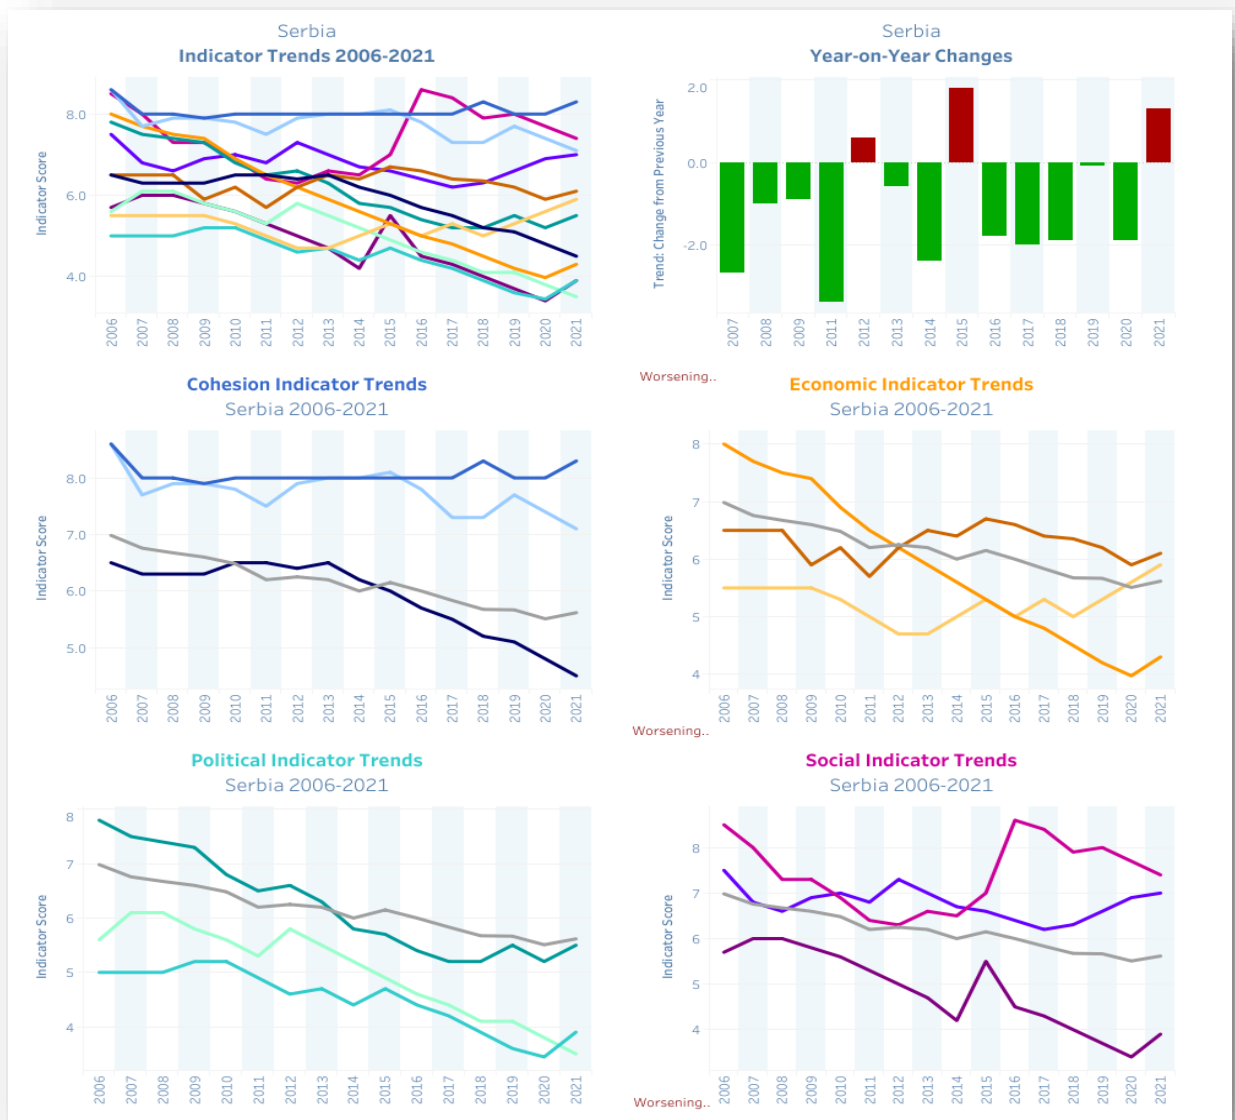 Serbia
Indicator Trends 2006-2021
Indicator Score
8.0
6.0
4.0
2006 2007 2008 2009 2010 2011 2012 2013 2014 2015 2016 2017 2018 2019 2020 2021
Serbia
Year-on-Year Changes
Trend: Change from Previous Year
2.0
0.0
-2.0
2007 2008 2009 2011 2012 2013 2014 2015 2016 2017 2018 2019 2020 2021
Worsening..
Cohesion Indicator Trends
Serbia 2006-2021
Indicator Score
8.0
7.0
6.0
5.0
2006 2007 2008 2009 2010 2011 2012 2013 2014 2015 2016 2017 2018 2019 2020 2021
Economic Indicator Trends
Serbia 2006-2021
Indicator Score
8
7
6
5
4
2006 2007 2008 2009 2010 2011 2012 2013 2014 2015 2016 2017 2018 2019 2020 2021
Worsening..
Political Indicator Trends
Serbia 2006-2021
Indicator Score
8
7
6
5
4
2006 2007 2008 2009 2010 2011 2012 2013 2014 2015 2016 2017 2018 2019 2020 2021
Social Indicator Trends
Serbia 2006-2021
Indicator Score
8
7
6
5
4
2006 2007 2008 2009 2010 2011 2012 2013 2014 2015 2016 2017 2018 2019 2020 2021
Worsening..